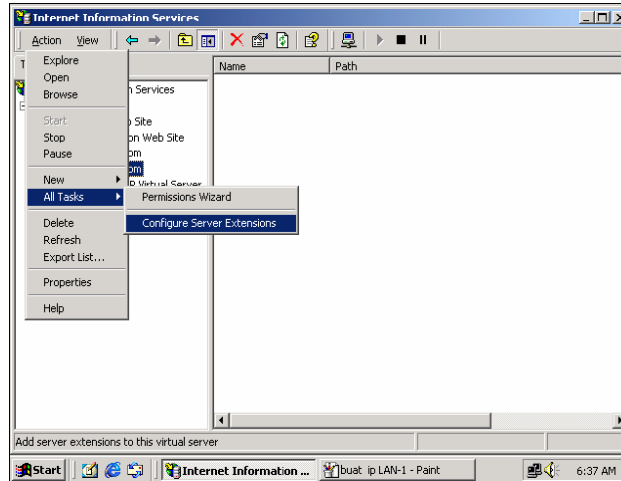 Internet Information Services
Action View
Name Path
Explore
Open
Browse
Start
Stop
Pause
New
All Tasks
Delete
Refresh
Export List...
Properties
Help
Permissions Wizard
Configure Server Extensions
Services
Site
on Web Site
om
om
P Virtual Server
Add server extensions to this virtual server
Start
Internet Information ...
buat ip LAN-1 - Paint
6:37 AM